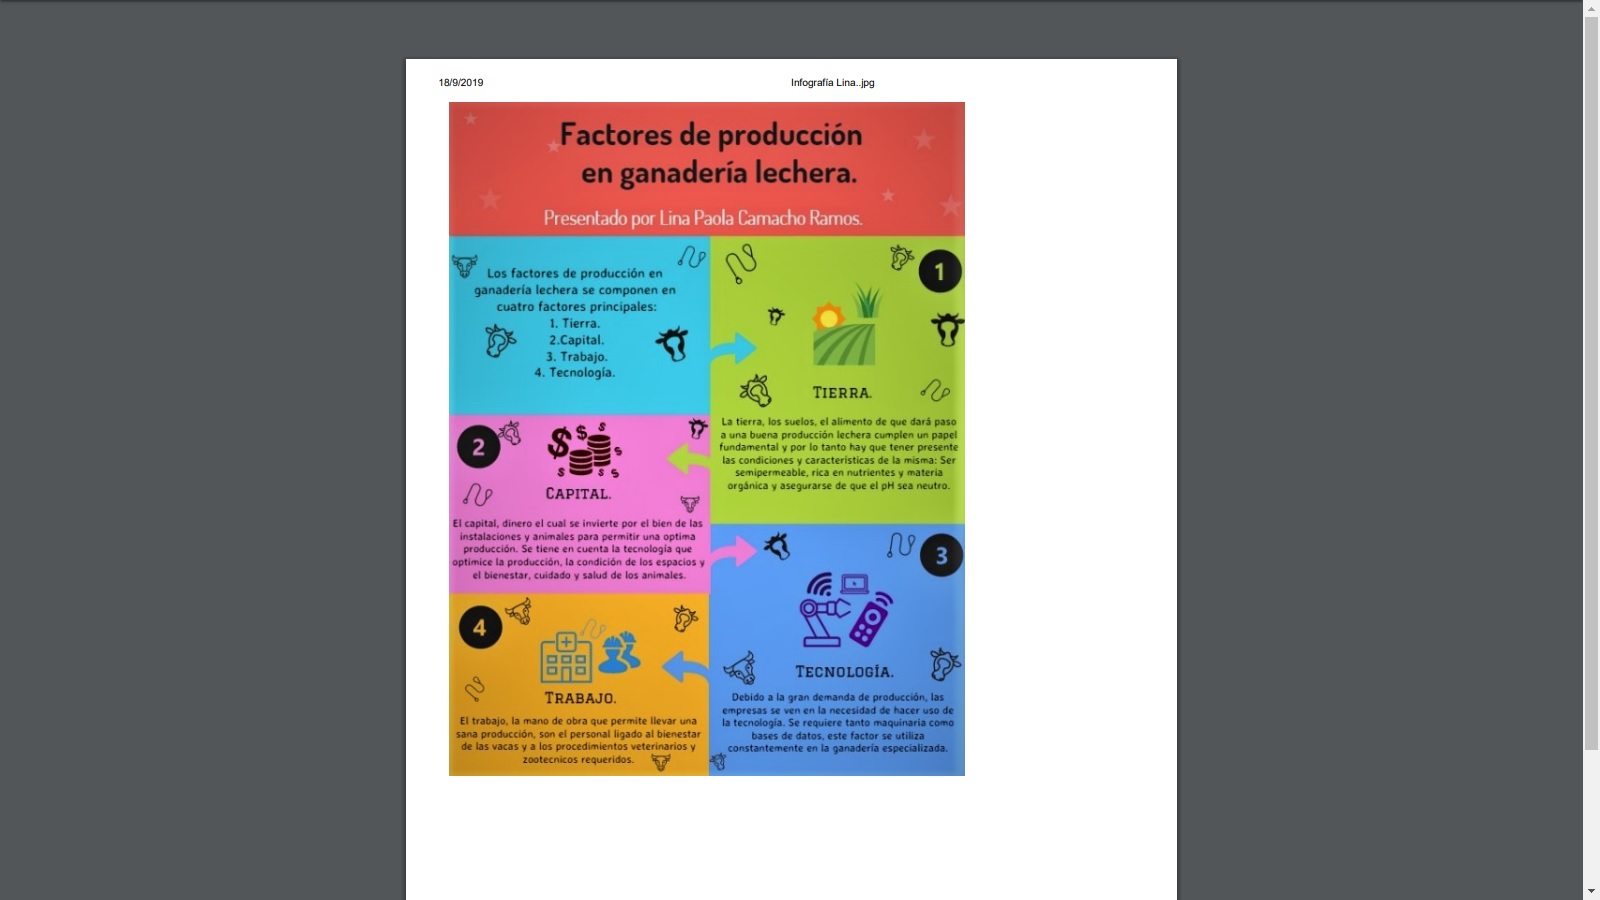 18/9/2019
Infografía Lina..jpg
Factores de producción
en ganadería lechera.
Presentado por Lina Paola Camacho Ramos.
Los factores de producción en
ganadería lechera se componen en
cuatro factores principales:
1. Tierra.
2.Capital.
3. Trabajo.
4. Tecnología.
1
TIERRA.
La tierra, los suelos, el alimento de que dará paso
a una buena producción lechera cumplen un papel
fundamental y por lo tanto hay que tener presente
las condiciones y características de la misma: Ser
semipermeable, rica en nutrientes y materia
orgánica y asegurarse de que el pH sea neutro.
2
CAPITAL.
El capital, dinero el cual se invierte por el bien de las
instalaciones y animales para permitir una optima
producción. Se tiene en cuenta la tecnología que
optimice la producción, la condición de los espacios y
el bienestar, cuidado y salud de los animales.
3
TECNOLOGÍA.
Debido a la gran demanda de producción, las
empresas se ven en la necesidad de hacer uso de
la tecnología. Se requiere tanto maquinaria como
bases de datos, este factor se utiliza
constantemente en la ganadería especializada.
4
TRABAJO.
El trabajo, la mano de obra que permite llevar una
sana producción, son el personal ligado al bienestar
de las vacas y a los procedimientos veterinarios y
zootecnicos requeridos.